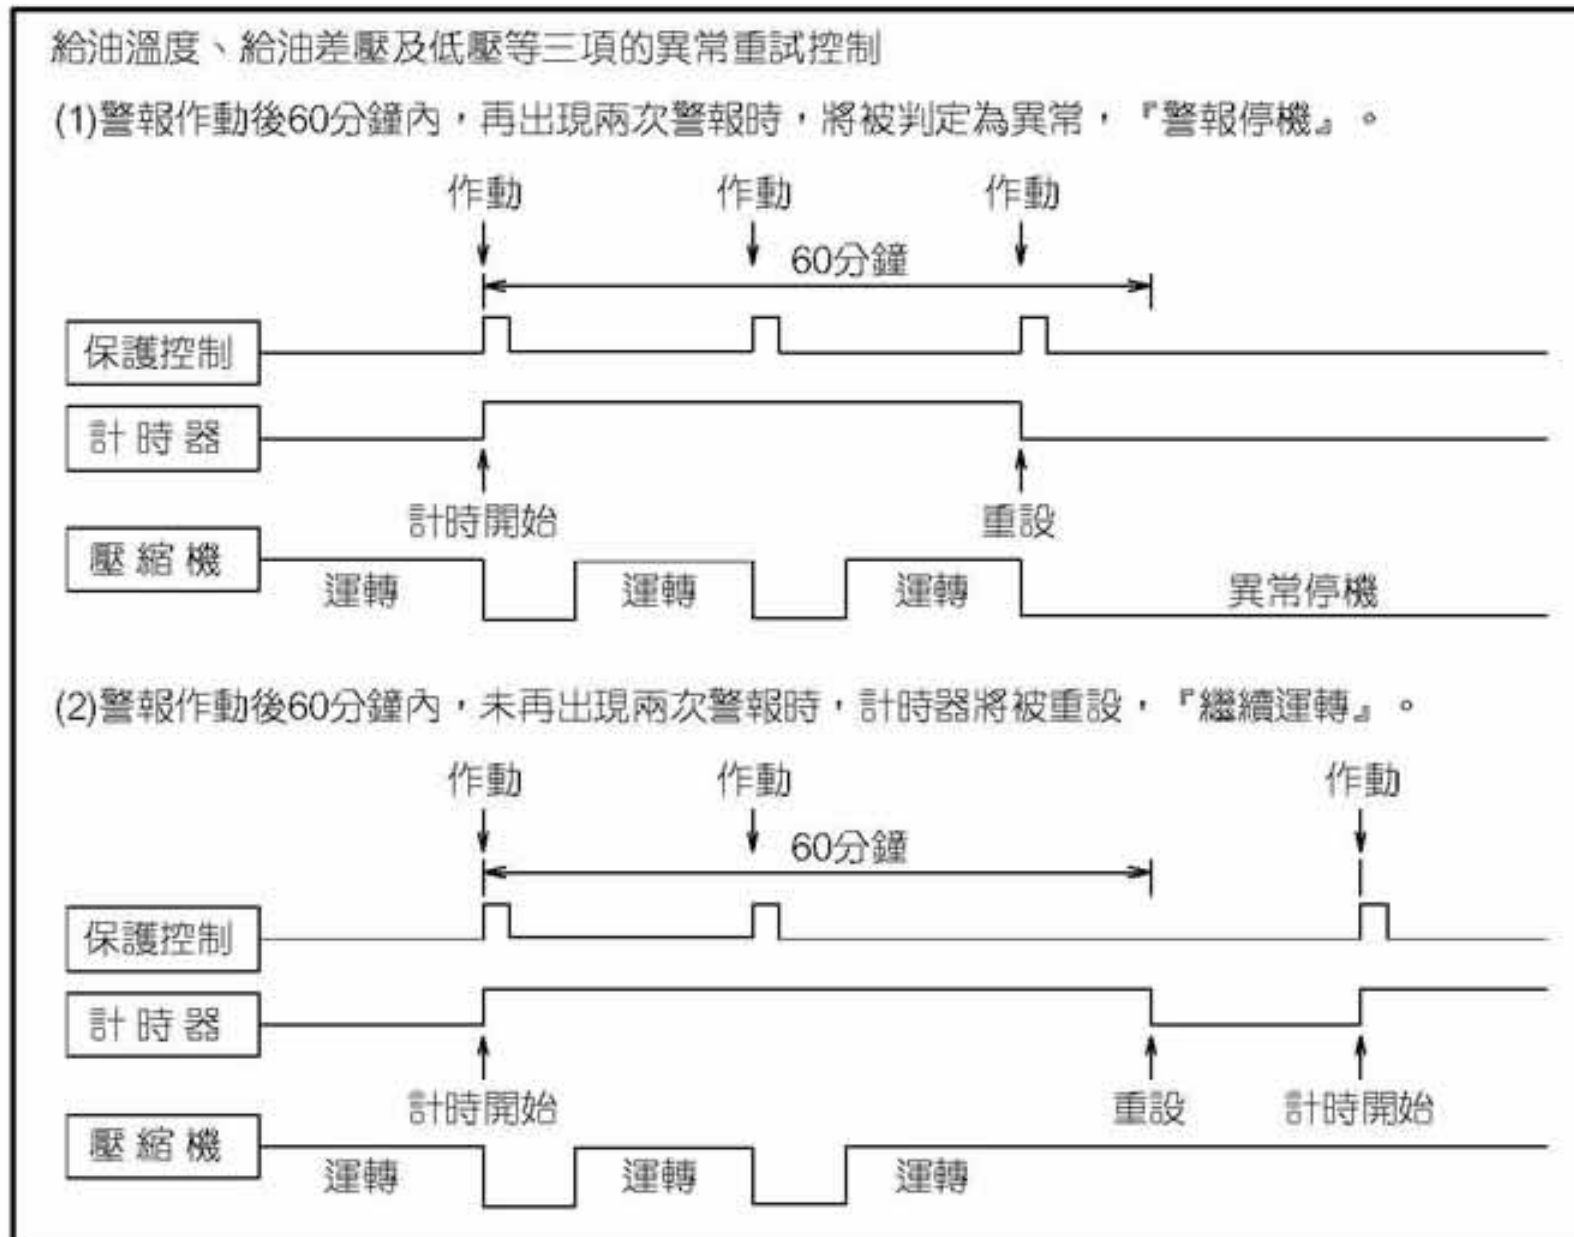 給油溫度、給油差壓及低壓等三項的異常重試控制
(1)警報作動後60分鐘內，再出現兩次警報時，將被判定為異常，『警報停機』。
作動 作動 作動
60分鐘
保護控制
計時器
計時開始 重設
壓縮機
運轉 運轉 運轉 異常停機
(2)警報作動後60分鐘內，未再出現兩次警報時，計時器將被重設，『繼續運轉』。
作動 作動 作動
60分鐘
保護控制
計時器
計時開始 重設 計時開始
壓縮機
運轉 運轉 運轉